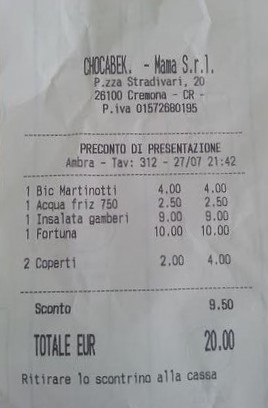 CHOCABEK. - Mama S.r.l.
P.zza Stradivari, 20
26100 Cremona - CR -
P.iva 01572680195
PRECONTO DI PRESENTAZIONE
Ambra - Tav: 312 - 27/07 21:42
1 Bic Martinotti 4.00 4.00
1 Acqua friz 750 2.50 2.50
1 Insalata gamberi 9.00 9.00
1 Fortuna 10.00 10.00
2 Coperti 2.00 4.00
Sconto 9.50
TOTALE EUR 20.00
Ritirare lo scontrino alla cassa